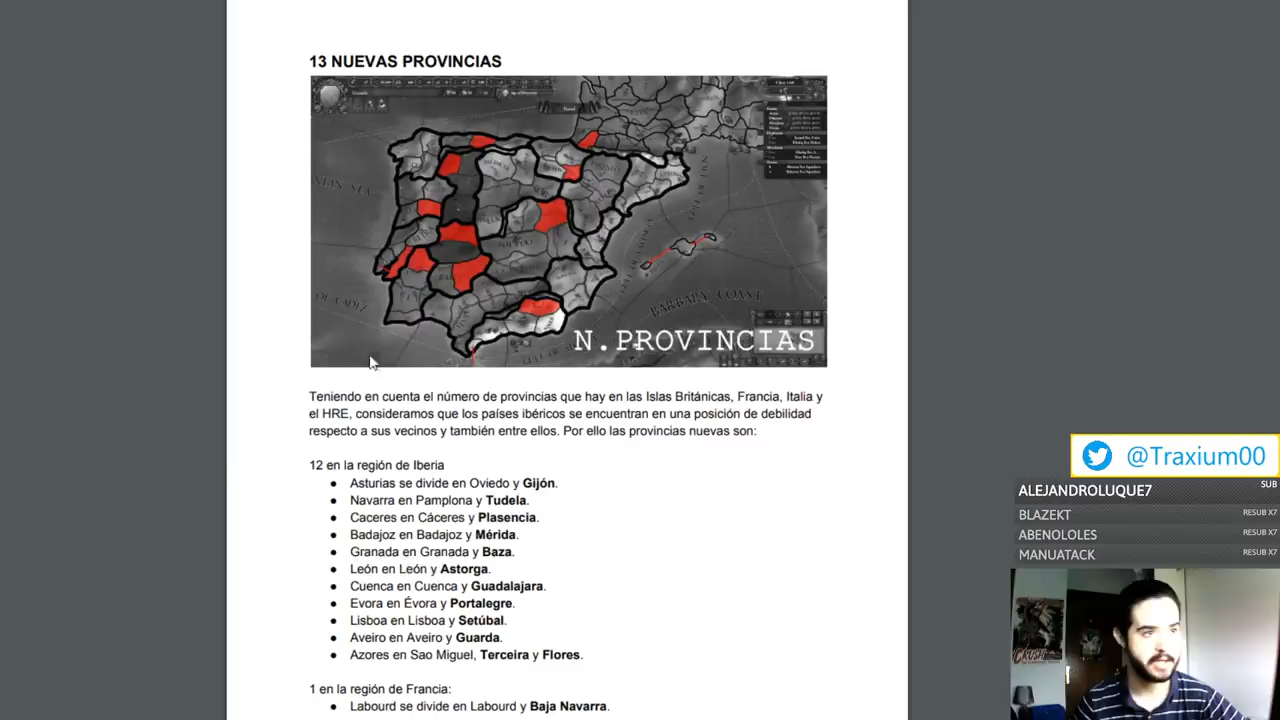 13 NUEVAS PROVINCIAS
BARBARY COAST
N.PROVINCIAS
Teniendo en cuenta el número de provincias que hay en las Islas Británicas, Francia, Italia y
el HRE, consideramos que los países ibéricos se encuentran en una posición de debilidad
respecto a sus vecinos y también entre ellos. Por ello las provincias nuevas son:
12 en la región de Iberia
● Asturias se divide en Oviedo y Gijón.
● Navarra en Pamplona y Tudela.
● Caceres en Cáceres y Plasencia.
● Badajoz en Badajoz y Mérida.
● Granada en Granada y Baza.
● León en León y Astorga.
● Cuenca en Cuenca y Guadalajara.
● Evora en Évora y Portalegre.
● Lisboa en Lisboa y Setúbal.
● Aveiro en Aveiro y Guarda.
● Azores en Sao Miguel, Terceira y Flores.
1 en la región de Francia:
● Labourd se divide en Labourd y Baja Navarra.
@Traxium00
ALEJANDROLUQUE7 SUB
BLAZEKT RESUB X7
ABENOLOLES RESUB X7
MANUATACK RESUB X7